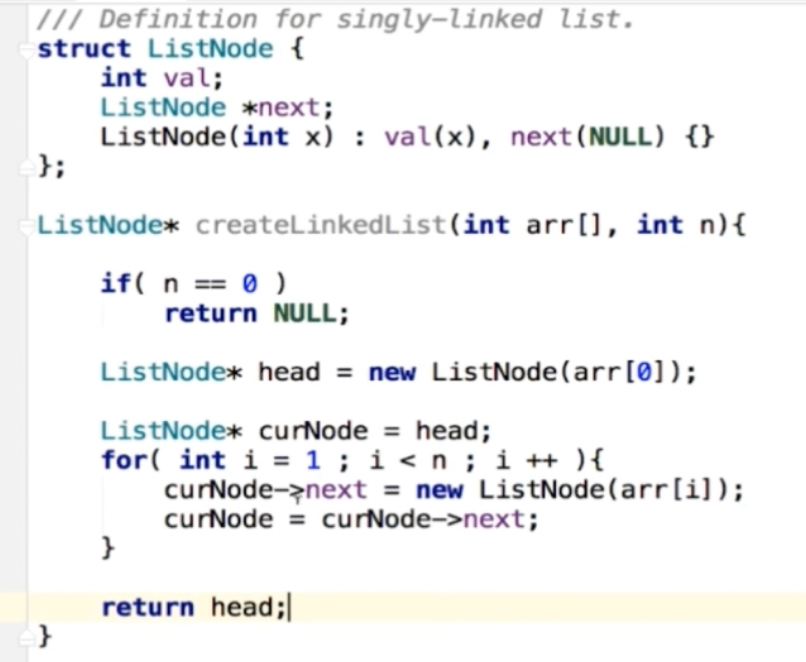 /// Definition for singly-linked list.
struct ListNode {
    int val;
    ListNode *next;
    ListNode(int x) : val(x), next(NULL) {}
};
ListNode* createLinkedList(int arr[], int n){
    if( n == 0 )
        return NULL;
    ListNode* head = new ListNode(arr[0]);
    ListNode* curNode = head;
    for( int i = 1 ; i < n ; i ++ ){
        curNode->next = new ListNode(arr[i]);
        curNode = curNode->next;
    }
    return head;
}